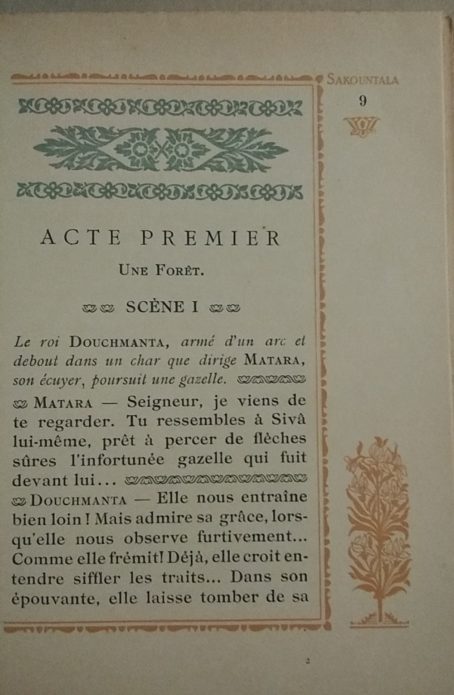 SAKOUNTALA
9
ACTE PREMIER
UNE FORÊT.
SCÈNE I
Le roi DOUCHMANTA, armé d'un arc et
debout dans un char que dirige MATARA,
son écuyer, poursuit une gazelle.
MATARA — Seigneur, je viens de
te regarder. Tu ressembles à Sivâ
lui-même, prêt à percer de flèches
sûres l'infortunée gazelle qui fuit
devant lui...
DOUCHMANTA — Elle nous entraîne
bien loin ! Mais admire sa grâce, lors-
qu'elle nous observe furtivement...
Comme elle frémit! Déjà, elle croit en-
tendre siffler les traits... Dans son
épouvante, elle laisse tomber de sa
2